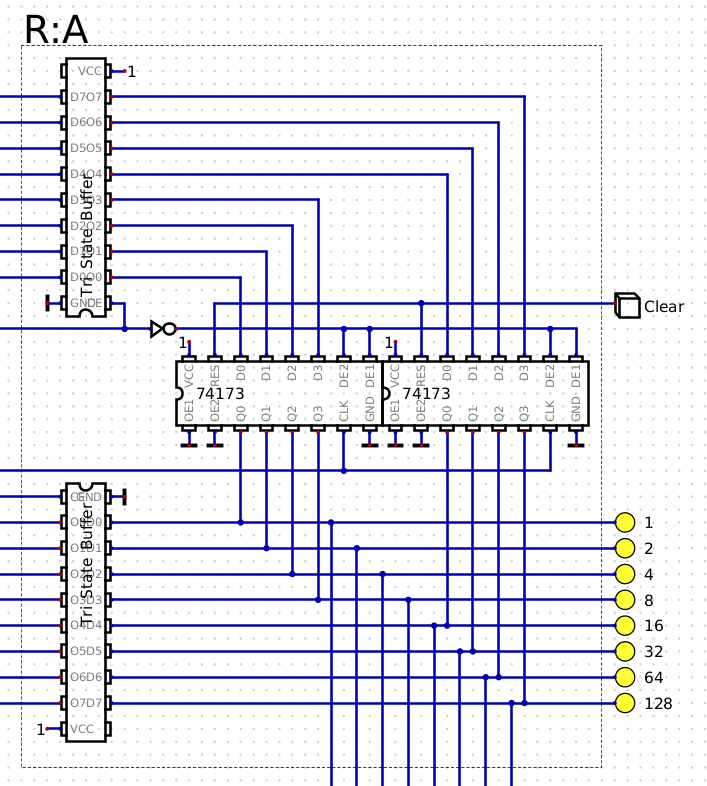 R:A
VCC 1
D7O7
D6O6
D5O5
D4O4
D3O3
D2O2
D1O1
D0O0
GND OE
Tri State Buffer
Clear
1 1
VCC RES D0 D1 D2 D3 DE2 DE1 VCC RES D0 D1 D2 D3 DE2 DE1
74173 74173
OE1 OE2 Q0 Q1 Q2 Q3 CLK GND OE1 OE2 Q0 Q1 Q2 Q3 CLK GND
OE GND
O0D0 1
O1D1 2
O2D2 4
O3D3 8
O4D4 16
O5D5 32
O6D6 64
O7D7 128
1 VCC
Tri State Buffer